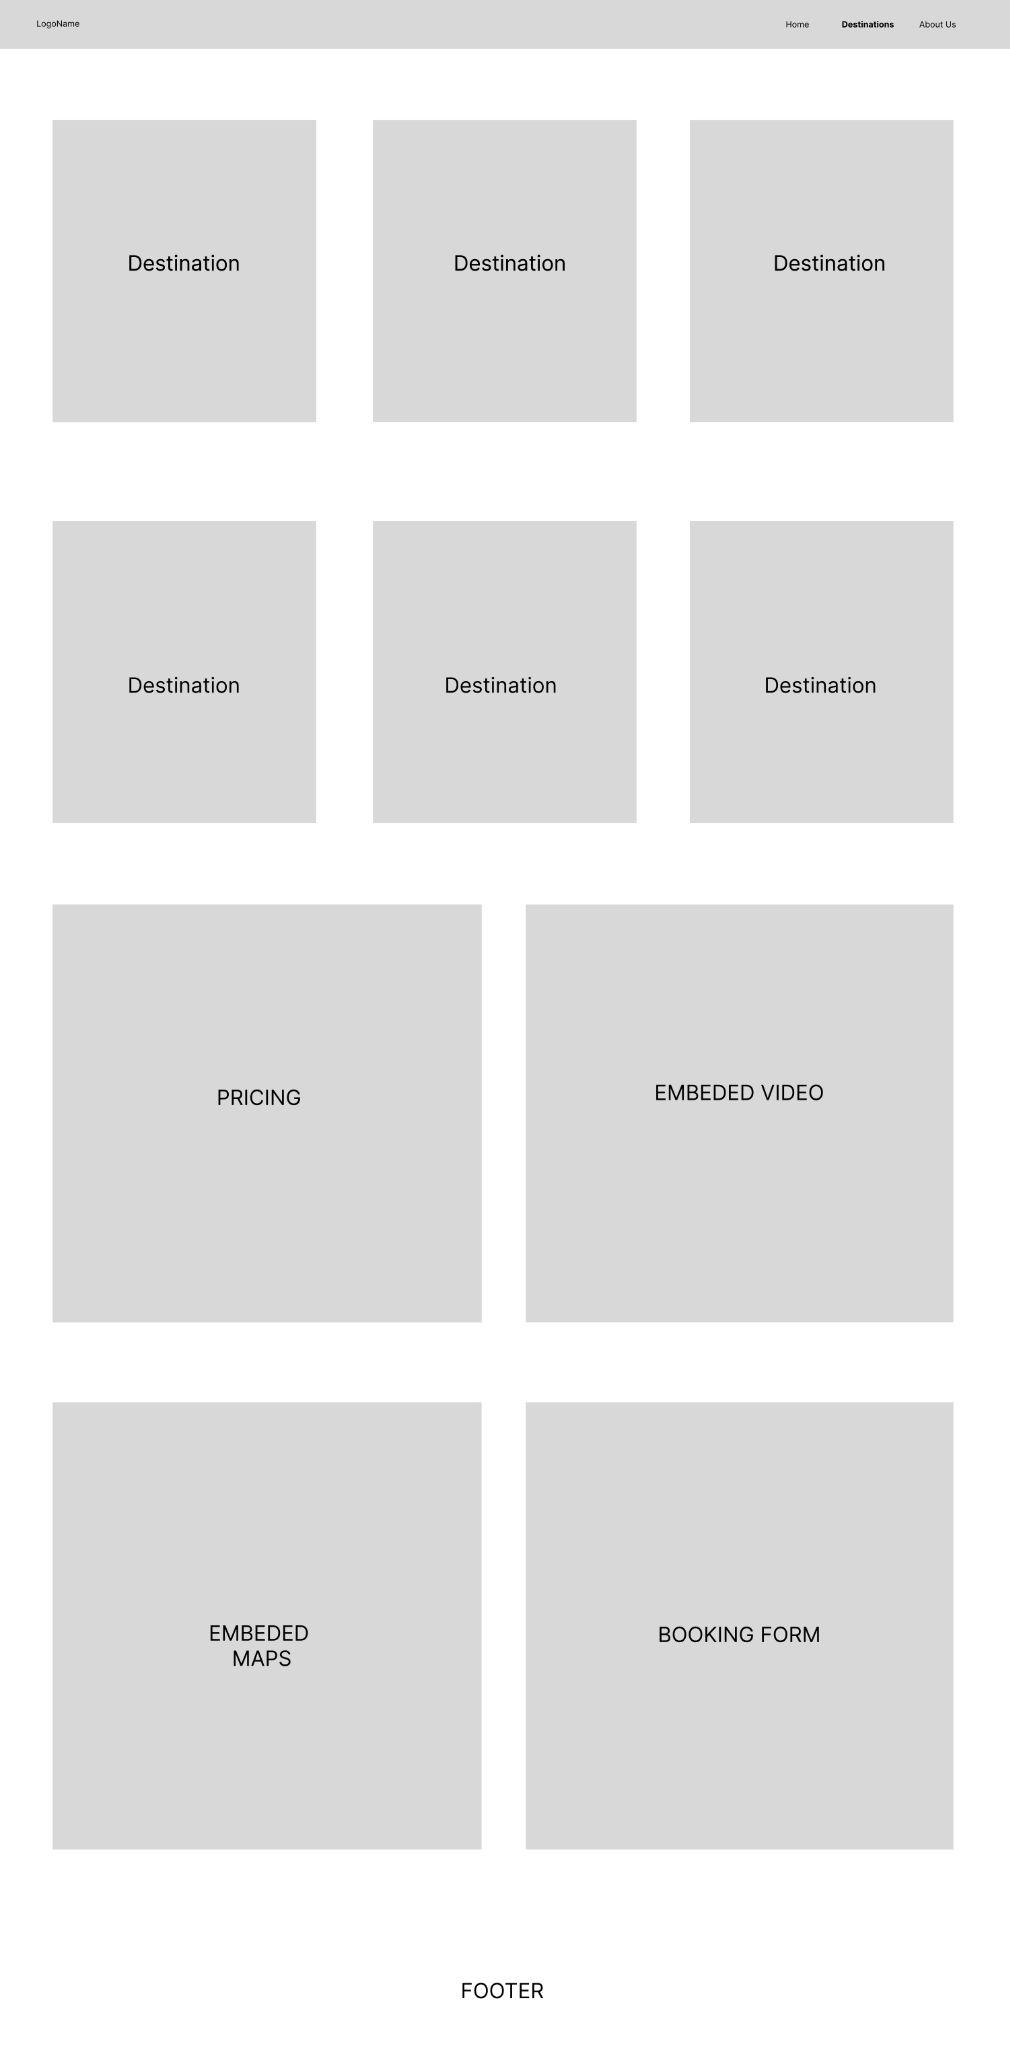 LogoName
Home
Destinations
About Us
Destination
Destination
Destination
Destination
Destination
Destination
PRICING
EMBEDED VIDEO
EMBEDED
MAPS
BOOKING FORM
FOOTER